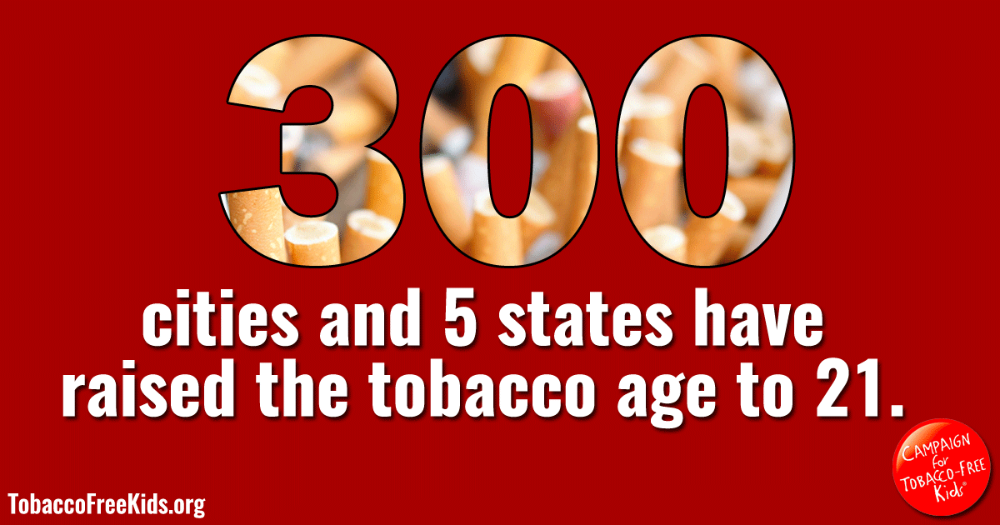 300
cities and 5 states have
raised the tobacco age to 21.
CAMPAIGN
for
TOBACCO-FREE
Kids®
TobaccoFreeKids.org